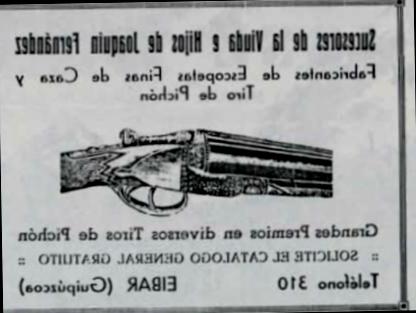 Sucesores de la Viuda e Hijos de Joaquin Fernández
Fabricantes de Escopetas Finas de Caza y
Tiro de Pichón
Grandes Premios en diversos Tiros de Pichón
:: SOLICITE EL CATALOGO GENERAL GRATUITO ::
Teléfono 310 EIBAR (Guipúzcoa)